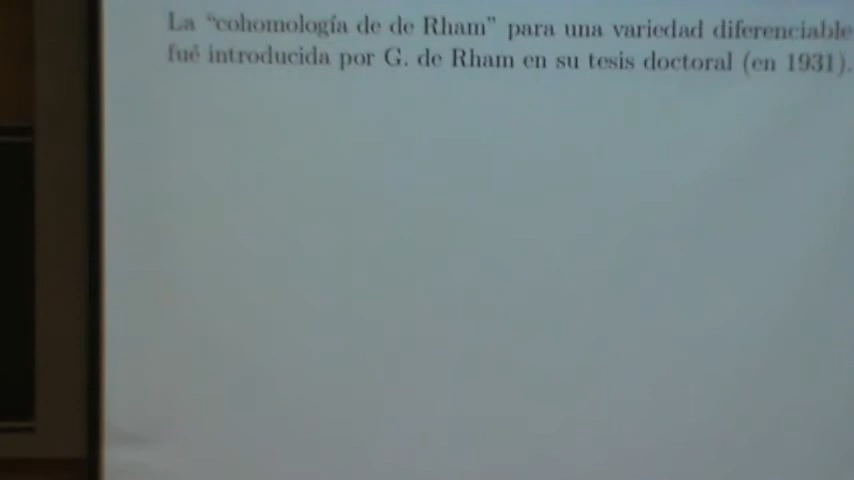 La “cohomología de de Rham” para una variedad diferenciable
fué introducida por G. de Rham en su tesis doctoral (en 1931).